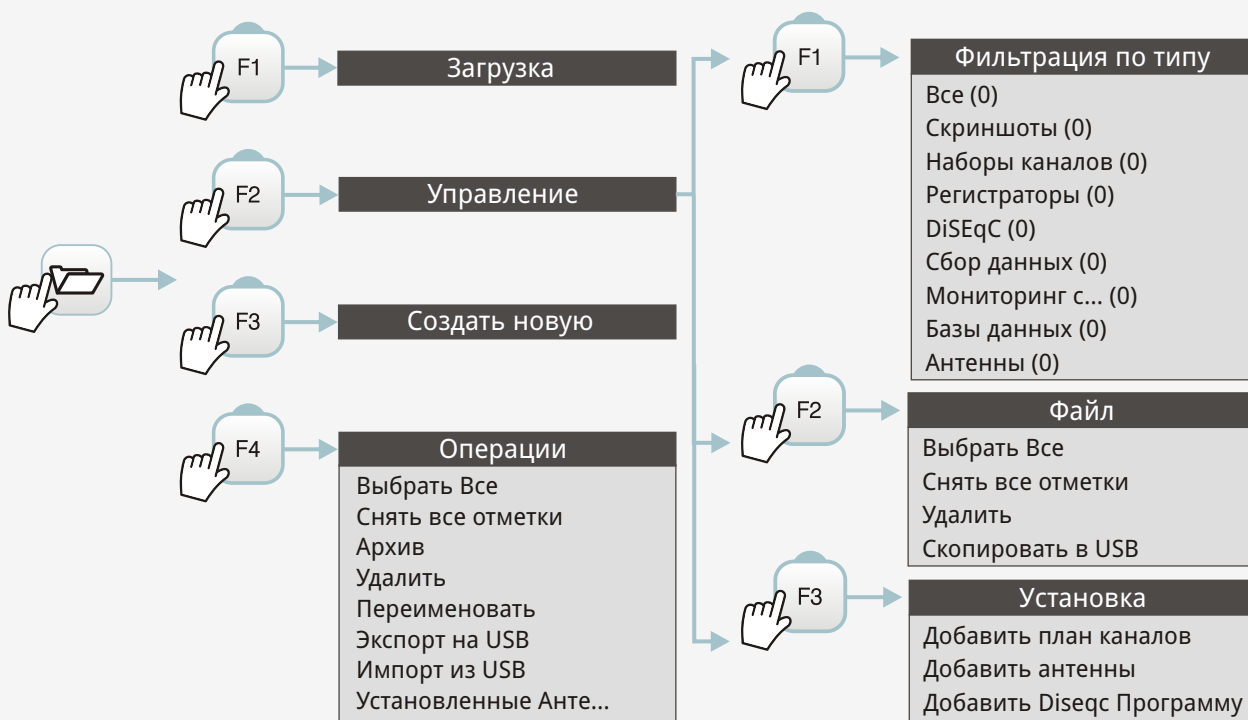 F1
Загрузка
F2
Управление
F3
Создать новую
F4
Операции
Выбрать Все
Снять все отметки
Архив
Удалить
Переименовать
Экспорт на USB
Импорт из USB
Установленные Анте...
F1
Фильтрация по типу
Все (0)
Скриншоты (0)
Наборы каналов (0)
Регистраторы (0)
DiSEqC (0)
Сбор данных (0)
Мониторинг с... (0)
Базы данных (0)
Антенны (0)
F2
Файл
Выбрать Все
Снять все отметки
Удалить
Скопировать в USB
F3
Установка
Добавить план каналов
Добавить антенны
Добавить Diseqc Программу